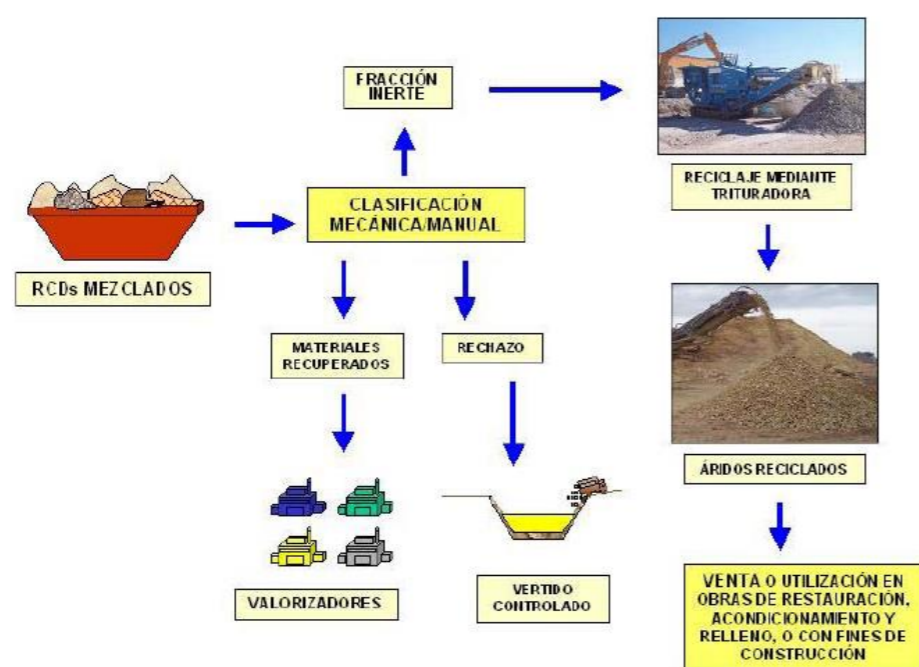 FRACCIÓN
INERTE
RECICLAJE MEDIANTE
TRITURADORA
CLASIFICACIÓN
MECÁNICA/MANUAL
RCDs MEZCLADOS
MATERIALES
RECUPERADOS
RECHAZO
ÁRIDOS RECICLADOS
VALORIZADORES
VERTIDO
CONTROLADO
VENTA O UTILIZACIÓN EN
OBRAS DE RESTAURACIÓN,
ACONDICIONAMIENTO Y
RELLENO, O CON FINES DE
CONSTRUCCIÓN